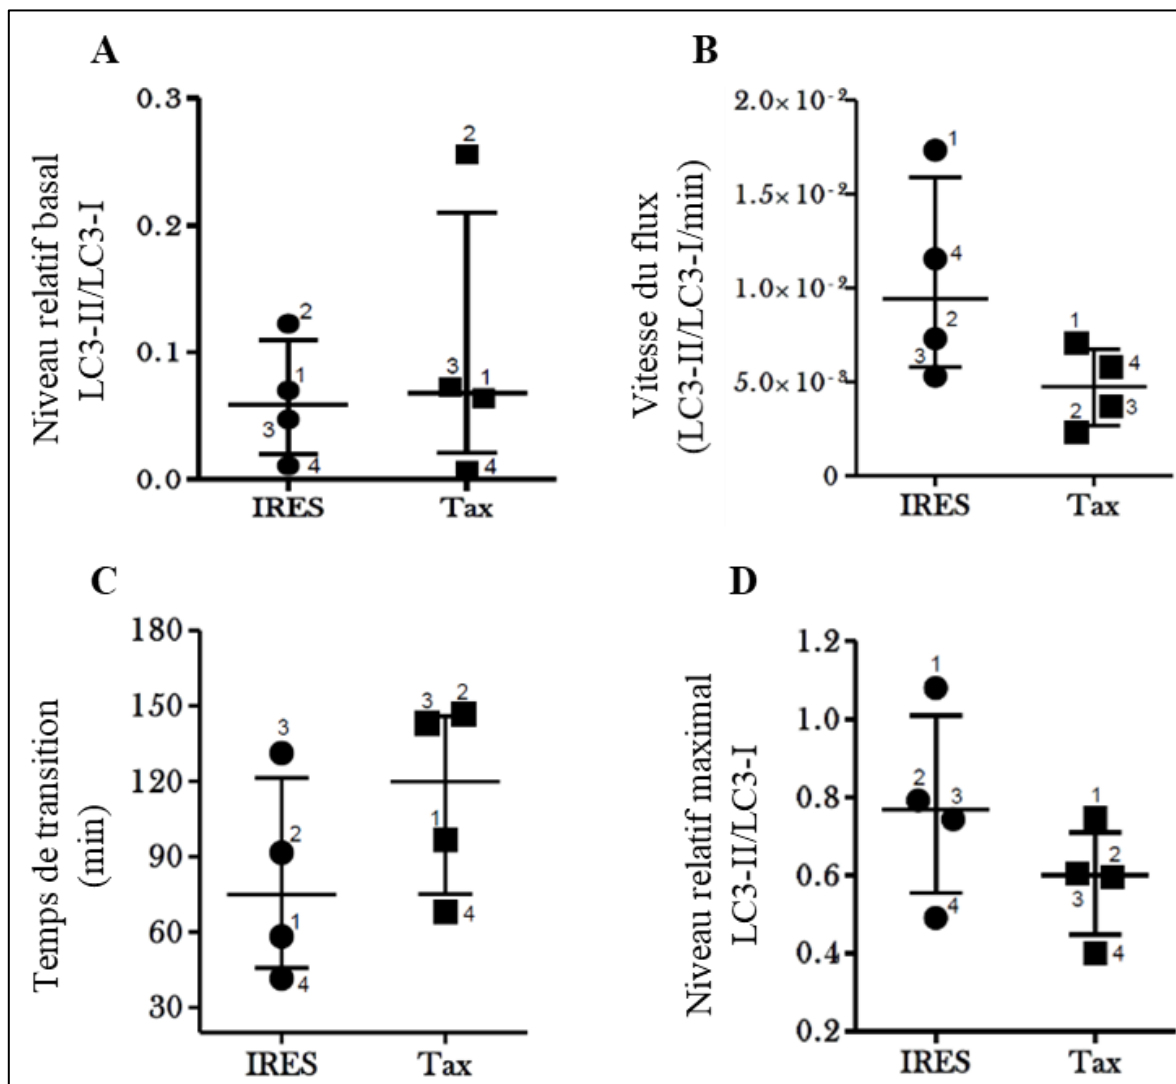 A
Niveau relatif basal
LC3-II/LC3-I
0.3
0.2
0.1
0.0
2
1
3
4
2
3
1
4
IRES
Tax
B
Vitesse du flux
(LC3-II/LC3-I/min)
2.0× 10⁻²
1.5× 10⁻²
1.0× 10⁻²
5.0× 10⁻³
0
1
4
2
3
1
4
3
2
IRES
Tax
C
Temps de transition
(min)
180
150
120
90
60
30
3
2
1
4
3
2
1
4
IRES
Tax
D
Niveau relatif maximal
LC3-II/LC3-I
1.2
1.0
0.8
0.6
0.4
0.2
1
2
3
4
1
2
3
4
IRES
Tax